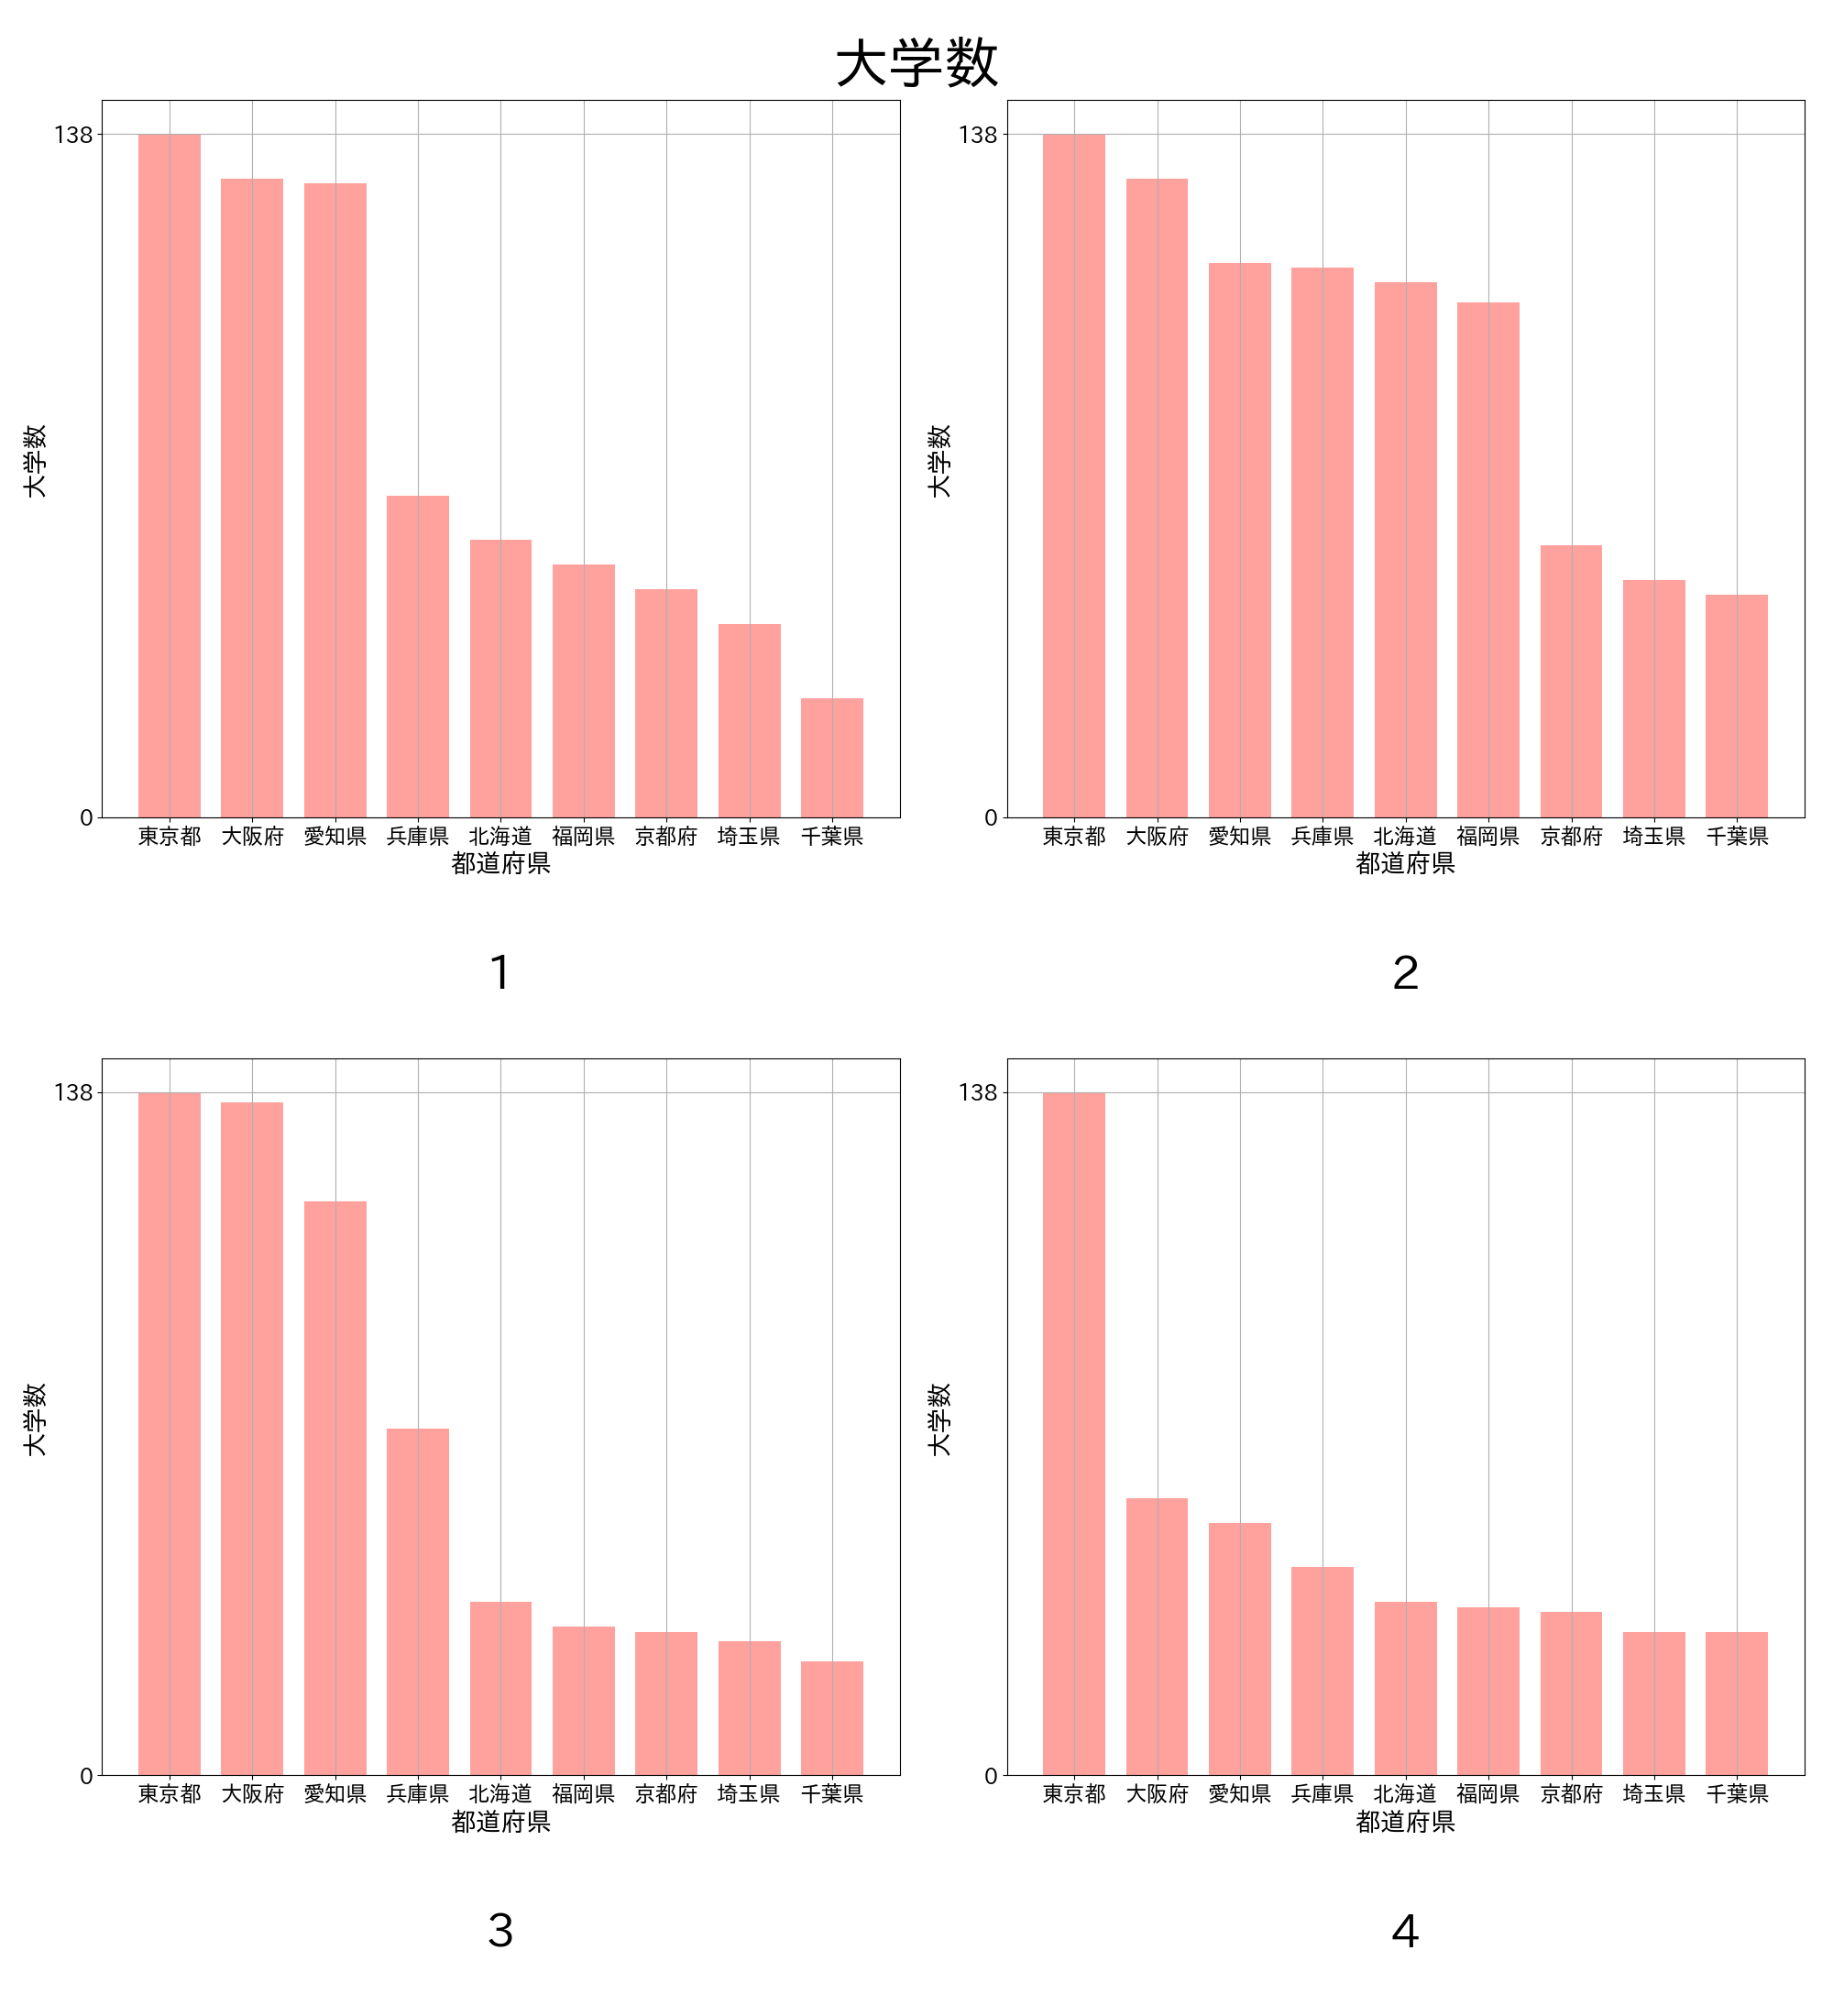 大学数
138
大学数
0
東京都 大阪府 愛知県 兵庫県 北海道 福岡県 京都府 埼玉県 千葉県
都道府県
1
138
大学数
0
東京都 大阪府 愛知県 兵庫県 北海道 福岡県 京都府 埼玉県 千葉県
都道府県
2
138
大学数
0
東京都 大阪府 愛知県 兵庫県 北海道 福岡県 京都府 埼玉県 千葉県
都道府県
3
138
大学数
0
東京都 大阪府 愛知県 兵庫県 北海道 福岡県 京都府 埼玉県 千葉県
都道府県
4